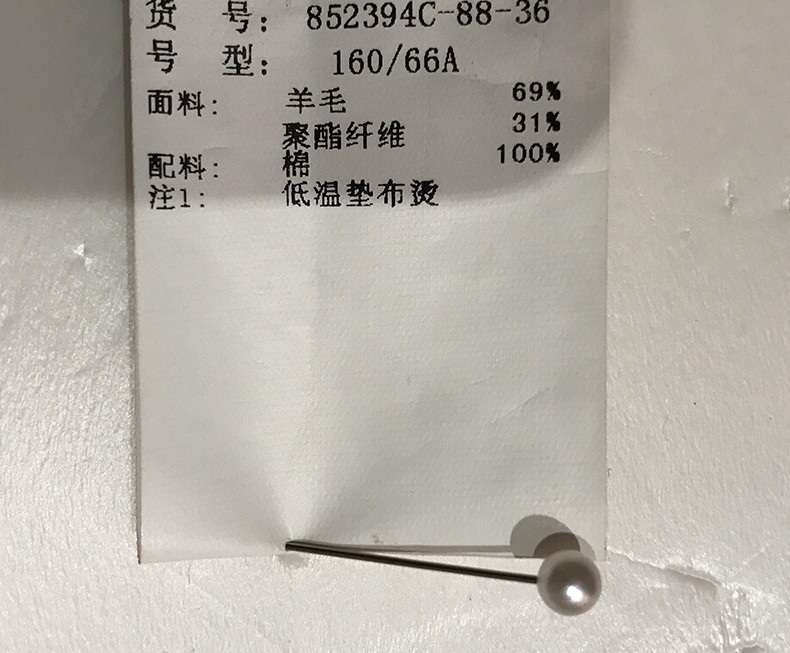 货 号: 852394C-88-36
号 型: 160/66A
面料: 羊毛 69%
聚酯纤维 31%
配料: 棉 100%
注1: 低温垫布烫